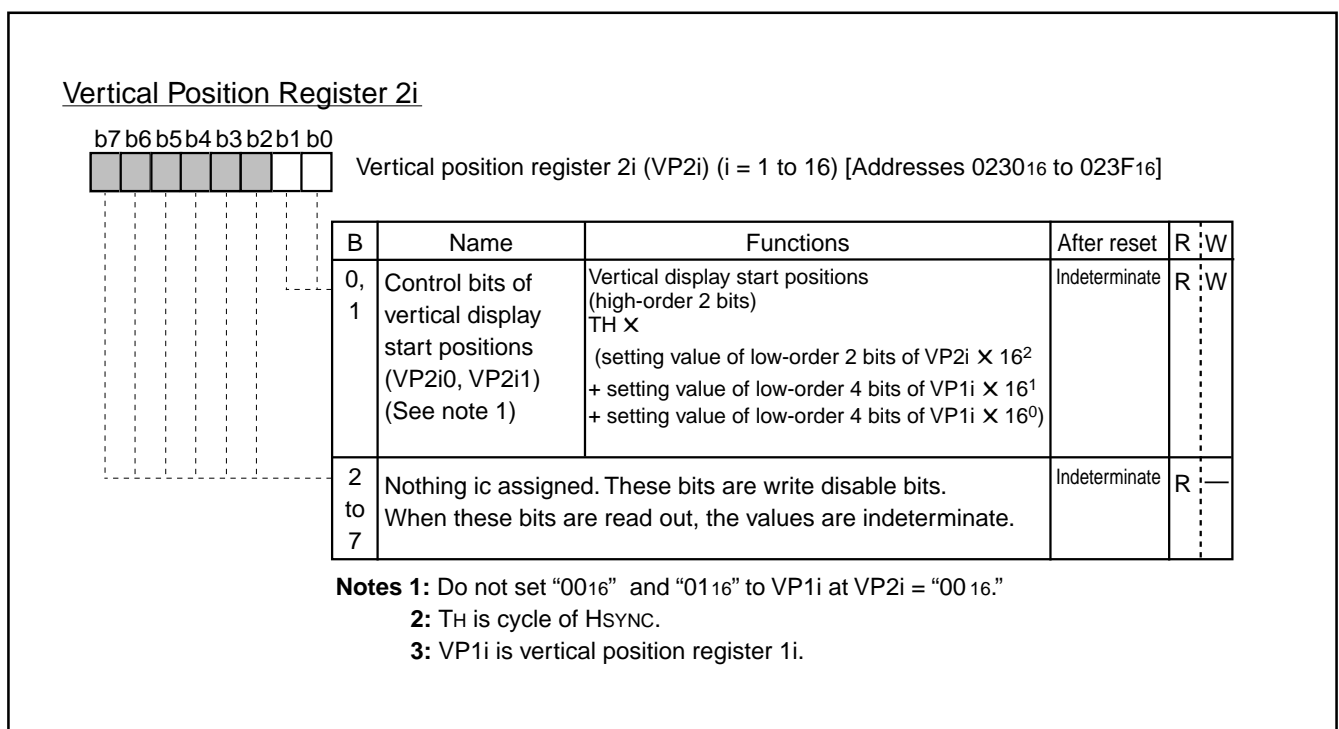 Vertical Position Register 2i
b7 b6 b5 b4 b3 b2 b1 b0
Vertical position register 2i (VP2i) (i = 1 to 16) [Addresses 0230₁₆ to 023F₁₆]
B Name Functions After reset R W
0, 1 Control bits of vertical display start positions (VP2i0, VP2i1) (See note 1)
Vertical display start positions
(high-order 2 bits)
TH ✕
(setting value of low-order 2 bits of VP2i ✕ 16²
+ setting value of low-order 4 bits of VP1i ✕ 16¹
+ setting value of low-order 4 bits of VP1i ✕ 16⁰)
Indeterminate R W
2 to 7
Nothing ic assigned. These bits are write disable bits.
When these bits are read out, the values are indeterminate.
Indeterminate R —
Notes 1: Do not set “00₁₆” and “01₁₆” to VP1i at VP2i = “00₁₆.”
2: TH is cycle of HSYNC.
3: VP1i is vertical position register 1i.